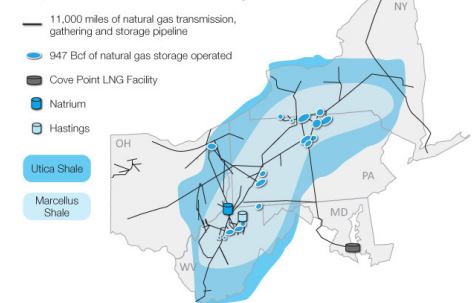 11,000 miles of natural gas transmission,
gathering and storage pipeline
947 Bcf of natural gas storage operated
Cove Point LNG Facility
Natrium
Hastings
Utica Shale
Marcellus
Shale
NY
OH
PA
MD
WV